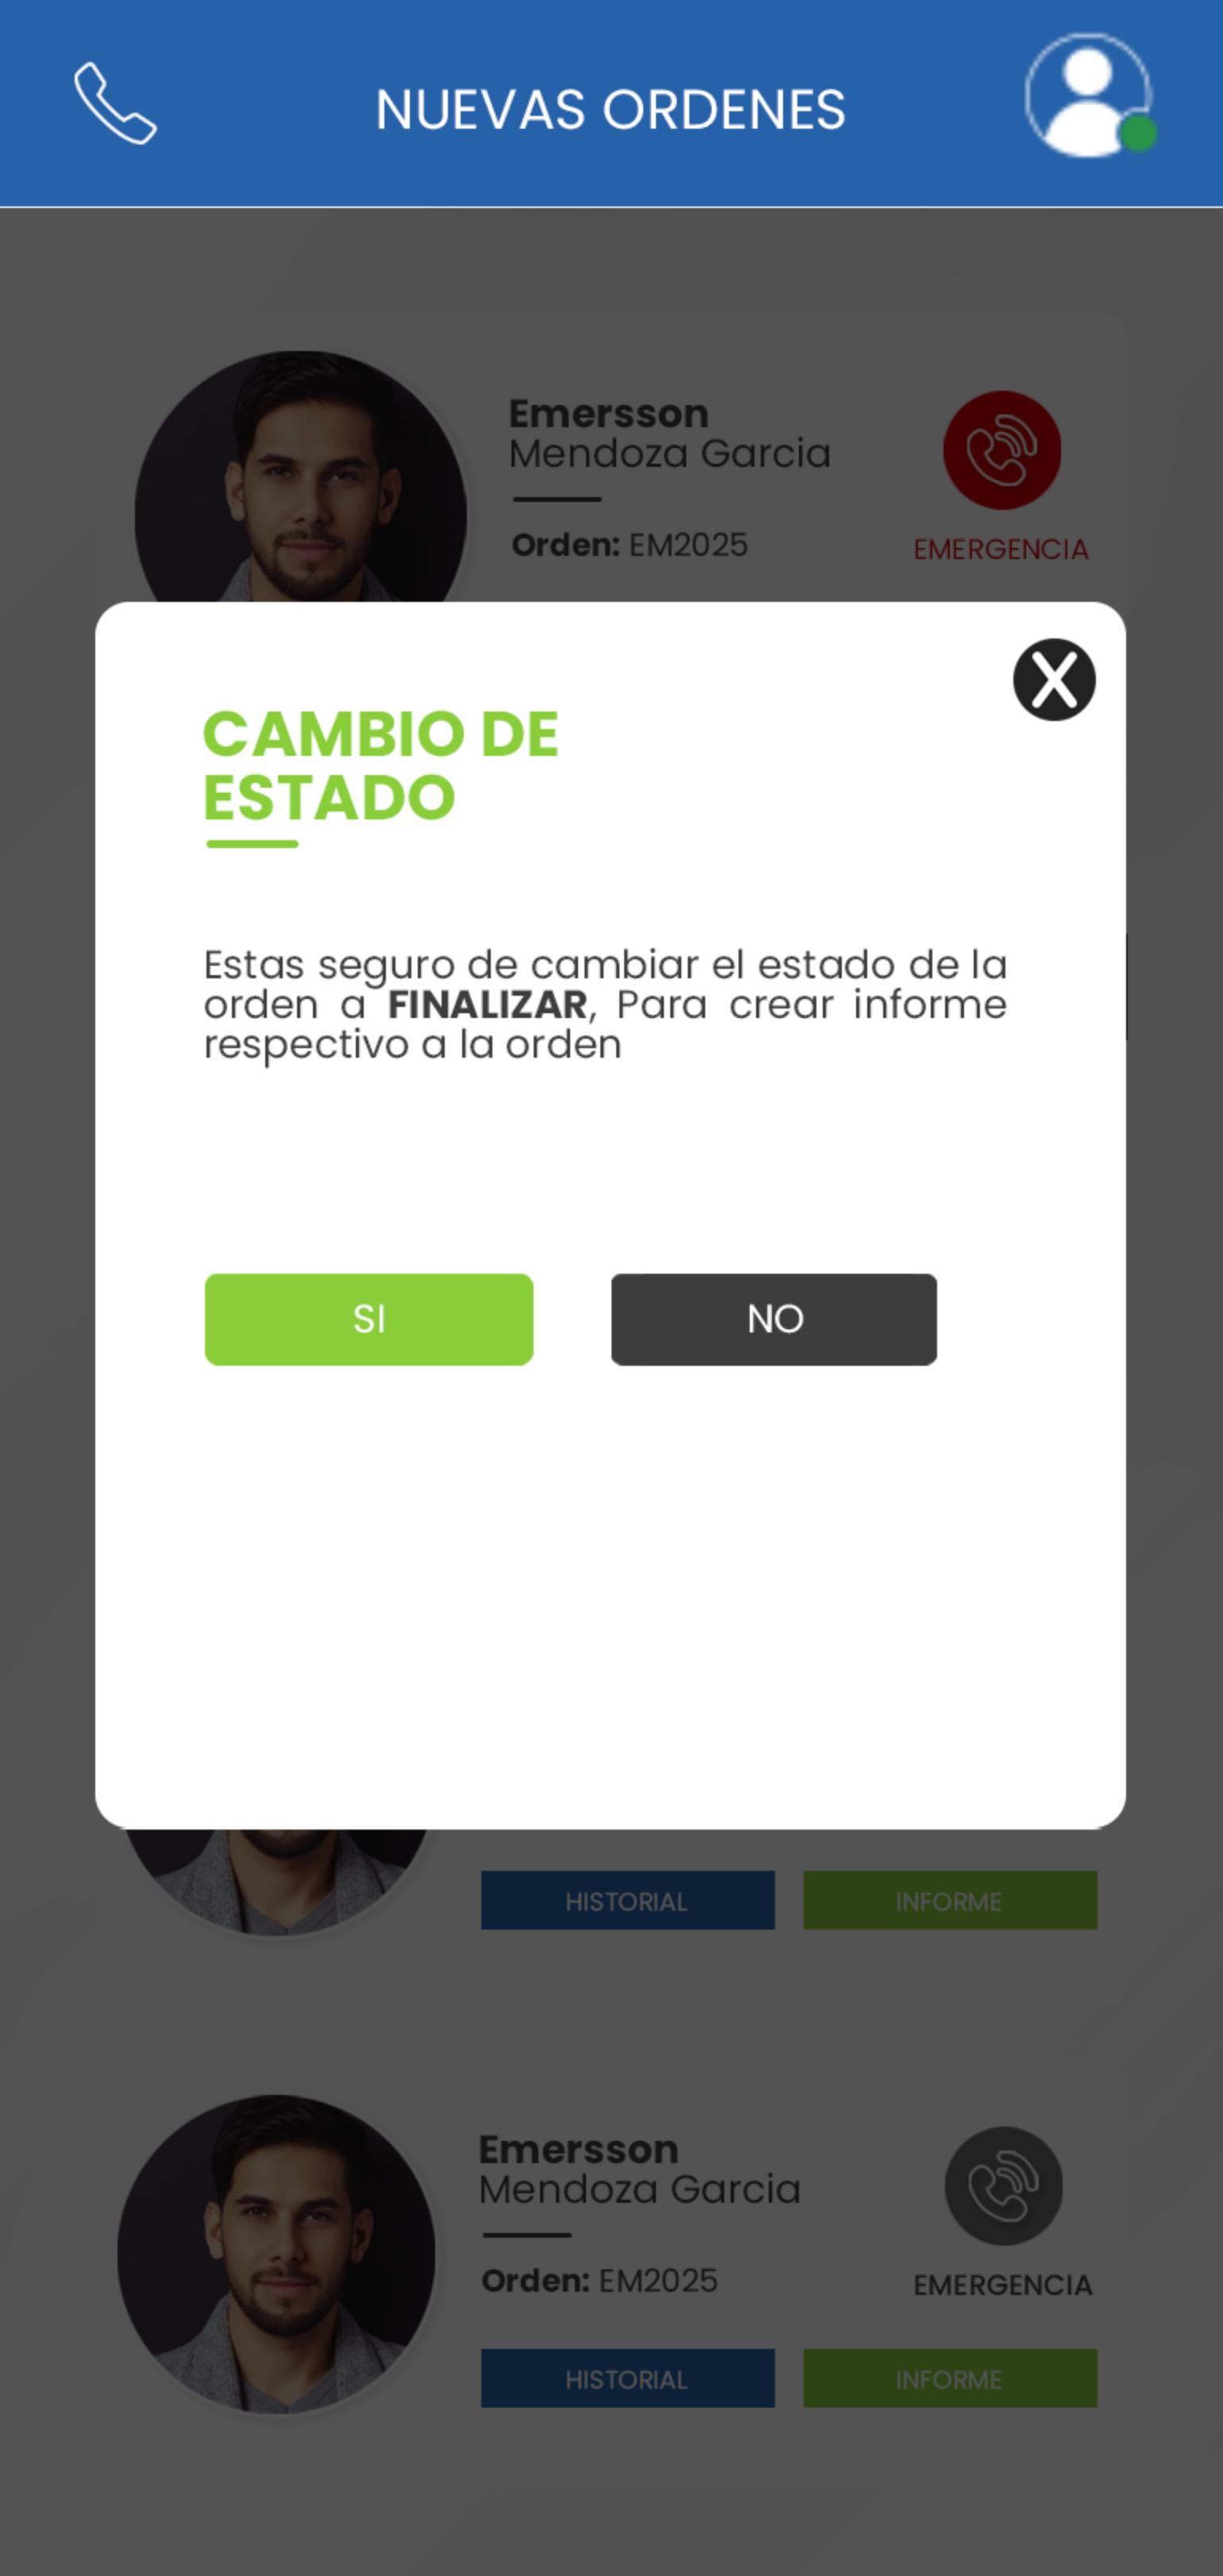 NUEVAS ORDENES
Emersson
Mendoza Garcia
Orden: EM2025
EMERGENCIA
X
CAMBIO DE
ESTADO
Estas seguro de cambiar el estado de la
orden a FINALIZAR, Para crear informe
respectivo a la orden
SI
NO
HISTORIAL
INFORME
Emersson
Mendoza Garcia
Orden: EM2025
EMERGENCIA
HISTORIAL
INFORME